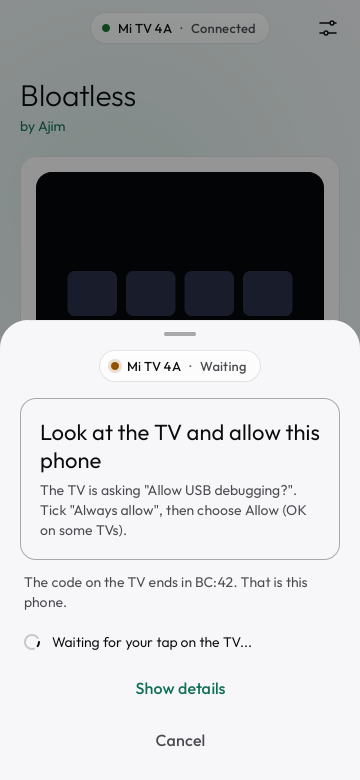 Mi TV 4A · Connected
Bloatless
by Ajim
Mi TV 4A · Waiting
Look at the TV and allow this
phone
The TV is asking "Allow USB debugging?".
Tick "Always allow", then choose Allow (OK
on some TVs).
The code on the TV ends in BC:42. That is this
phone.
Waiting for your tap on the TV...
Show details
Cancel